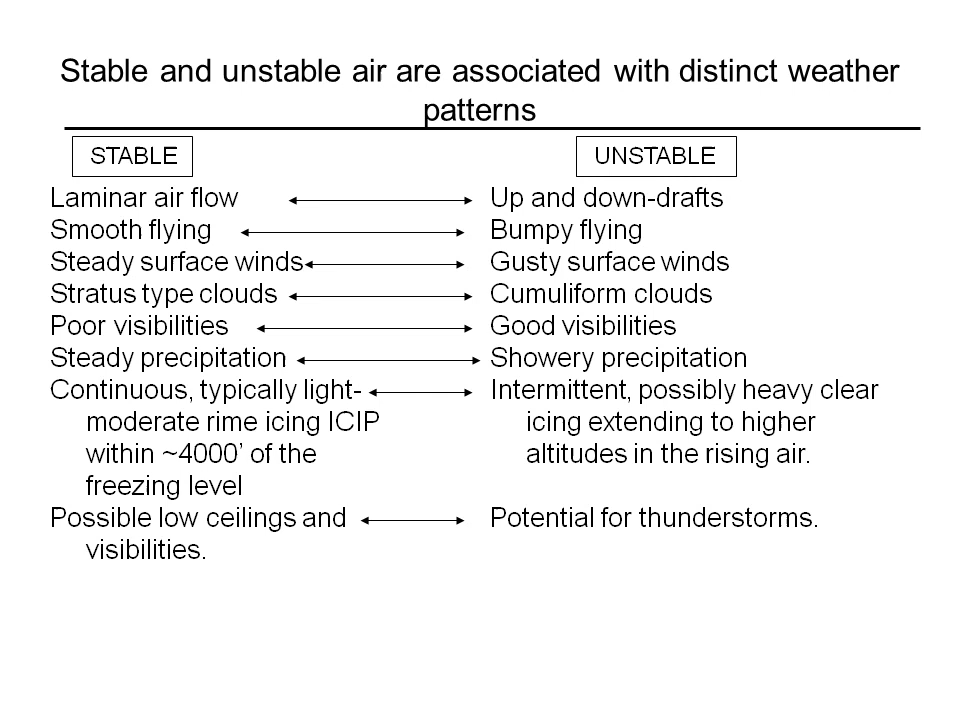 Stable and unstable air are associated with distinct weather
patterns
STABLE
UNSTABLE
Laminar air flow
Up and down-drafts
Smooth flying
Bumpy flying
Steady surface winds
Gusty surface winds
Stratus type clouds
Cumuliform clouds
Poor visibilities
Good visibilities
Steady precipitation
Showery precipitation
Continuous, typically light-
moderate rime icing ICIP
within ~4000’ of the
freezing level
Intermittent, possibly heavy clear
icing extending to higher
altitudes in the rising air.
Possible low ceilings and
visibilities.
Potential for thunderstorms.